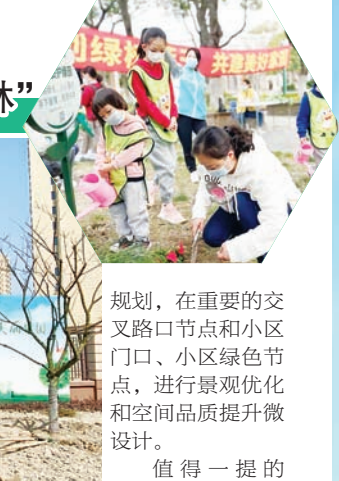 林”
共建美好家园
规划，在重要的交
叉路口节点和小区
门口、小区绿色节
点，进行景观优化
和空间品质提升微
设计。
值得一提的